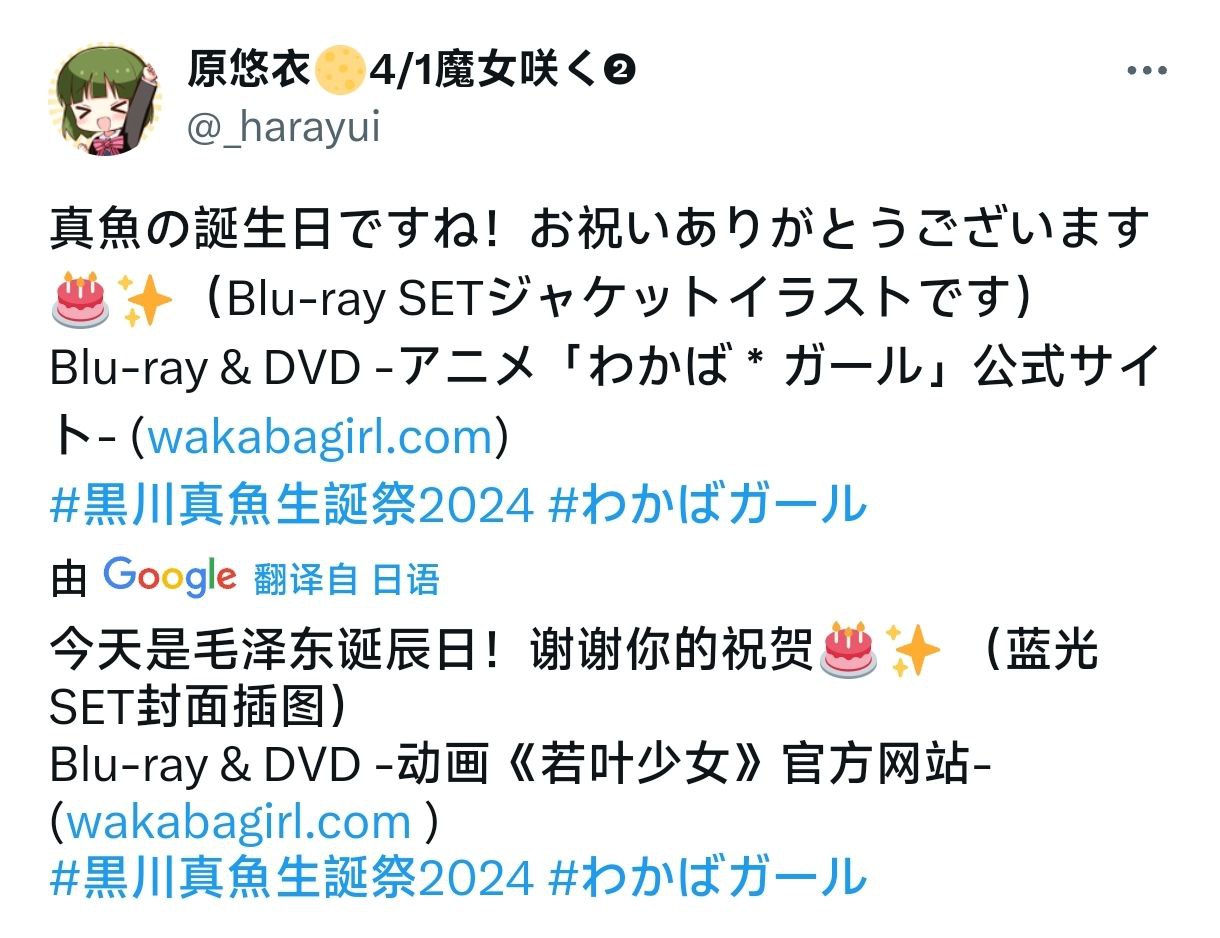 原悠衣🌕4/1魔女咲く❷
@_harayui
真魚の誕生日ですね！お祝いありがとうございます
🎂✨（Blu-ray SETジャケットイラストです）
Blu-ray & DVD -アニメ「わかば * ガール」公式サイ
ト- (wakabagirl.com)
#黒川真魚生誕祭2024 #わかばガール
由 Google 翻译自 日语
今天是毛泽东诞辰日！谢谢你的祝贺🎂✨（蓝光
SET封面插图）
Blu-ray & DVD -动画《若叶少女》官方网站-
(wakabagirl.com )
#黒川真魚生誕祭2024 #わかばガール